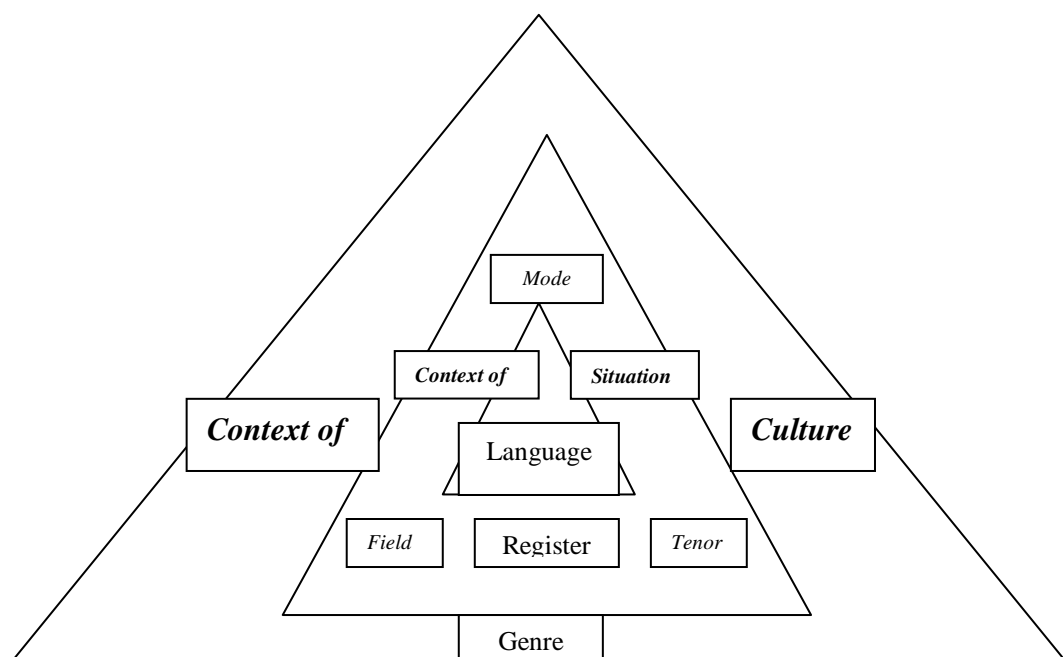 Mode
Context of Situation
Context of Culture
Language
Field Register Tenor
Genre